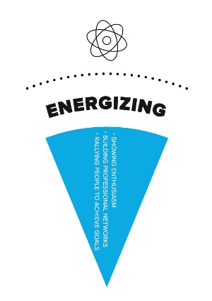 ENERGIZING
• SHOWING ENTHUSIASM
• BUILDING PROFESSIONAL NETWORKS
• RALLYING PEOPLE TO ACHIEVE GOALS